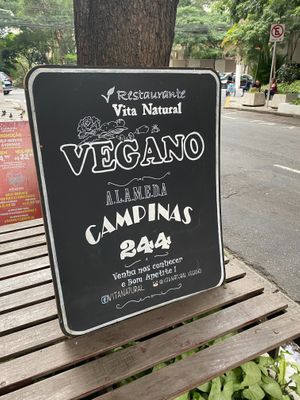 Restaurante
Vita Natural
VEGANO
ALAMEDA
CAMPINAS
244
Venha nos conhecer
e Bom Apetite!
VITANATURAL
E